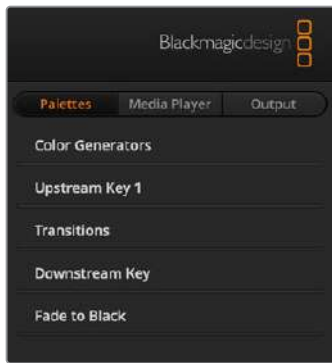 Blackmagicdesign
Palettes Media Player Output
Color Generators
Upstream Key 1
Transitions
Downstream Key
Fade to Black